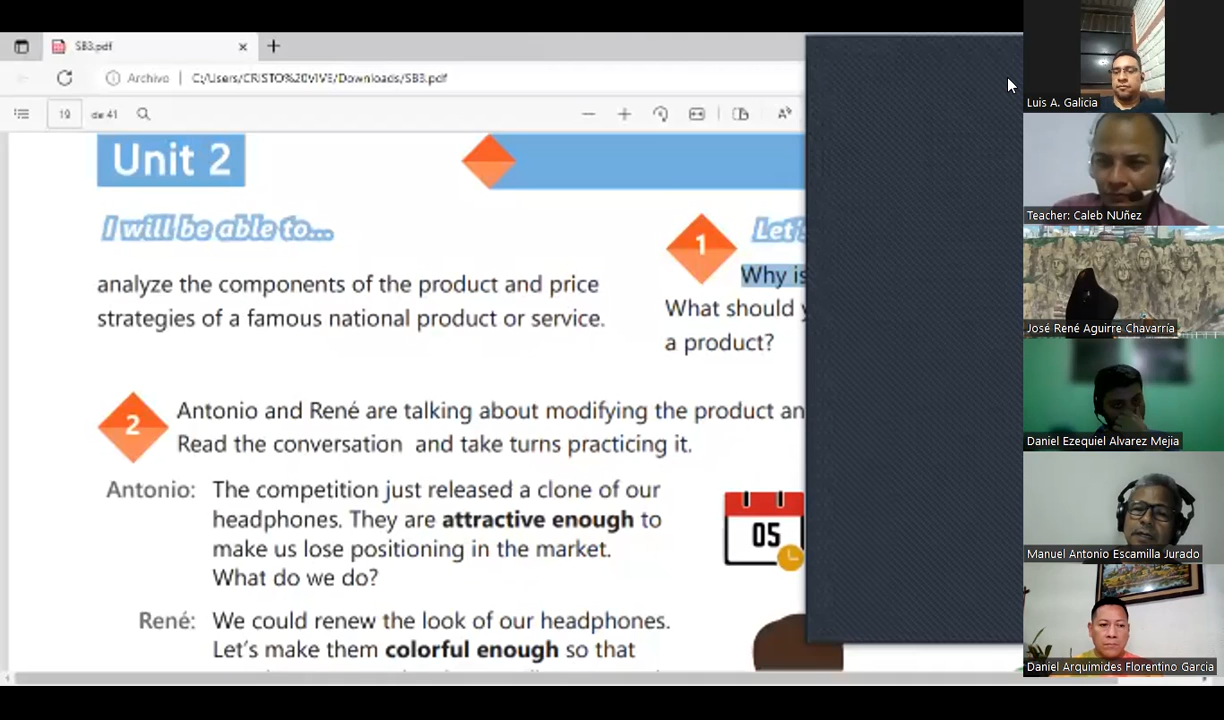 SB3.pdf
Archivo
C:/Users/CRISTO%20VIVE/Downloads/SB3.pdf
19
de 41
Unit 2
I will be able to...
analyze the components of the product and price
strategies of a famous national product or service.
1
Let's
Why is
What should y
a product?
2
Antonio and René are talking about modifying the product an
Read the conversation and take turns practicing it.
Antonio: The competition just released a clone of our
headphones. They are attractive enough to
make us lose positioning in the market.
What do we do?
05
René: We could renew the look of our headphones.
Let's make them colorful enough so that
Luis A. Galicia
Teacher: Caleb NUñez
José René Aguirre Chavarría
Daniel Ezequiel Alvarez Mejia
Manuel Antonio Escamilla Jurado
Daniel Arquimides Florentino Garcia